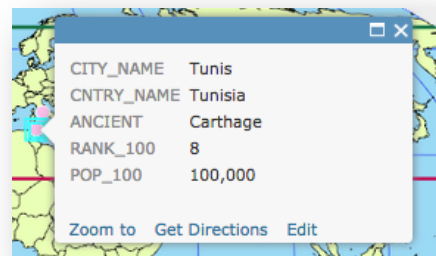 CITY_NAME Tunis
CNTRY_NAME Tunisia
ANCIENT Carthage
RANK_100 8
POP_100 100,000
Zoom to Get Directions Edit